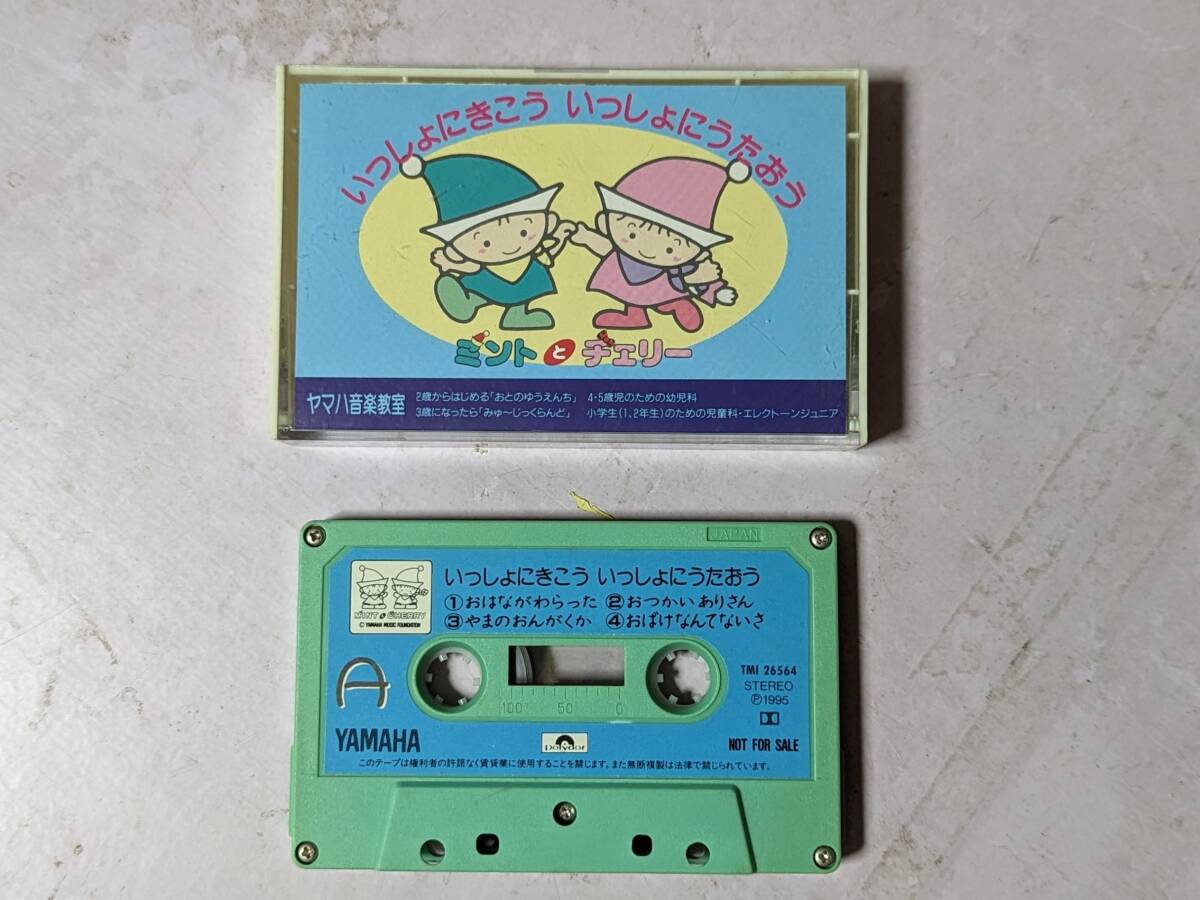 いっしょにきこう いっしょにうたおう
ミントとチェリー
ヤマハ音楽教室
2歳からはじめる「おとのゆうえんち」 4・5歳児のための幼児科
3歳になったら「みゅ〜じっくらんど」 小学生(1、2年生)のための児童科・エレクトーンジュニア
JAPAN
いっしょにきこう いっしょにうたおう
①おはながわらった ②おつかいありさん
③やまのおんがくか ④おばけなんてないさ
MINT と CHERRY
© YAMAHA MUSIC FOUNDATION
A
100 50 0
TMI 26564
STEREO
Ⓟ1995
YAMAHA
Polydor
NOT FOR SALE
このテープは権利者の許諾なく賃貸業に使用することを禁じます。また無断複製は法律で禁じられています。